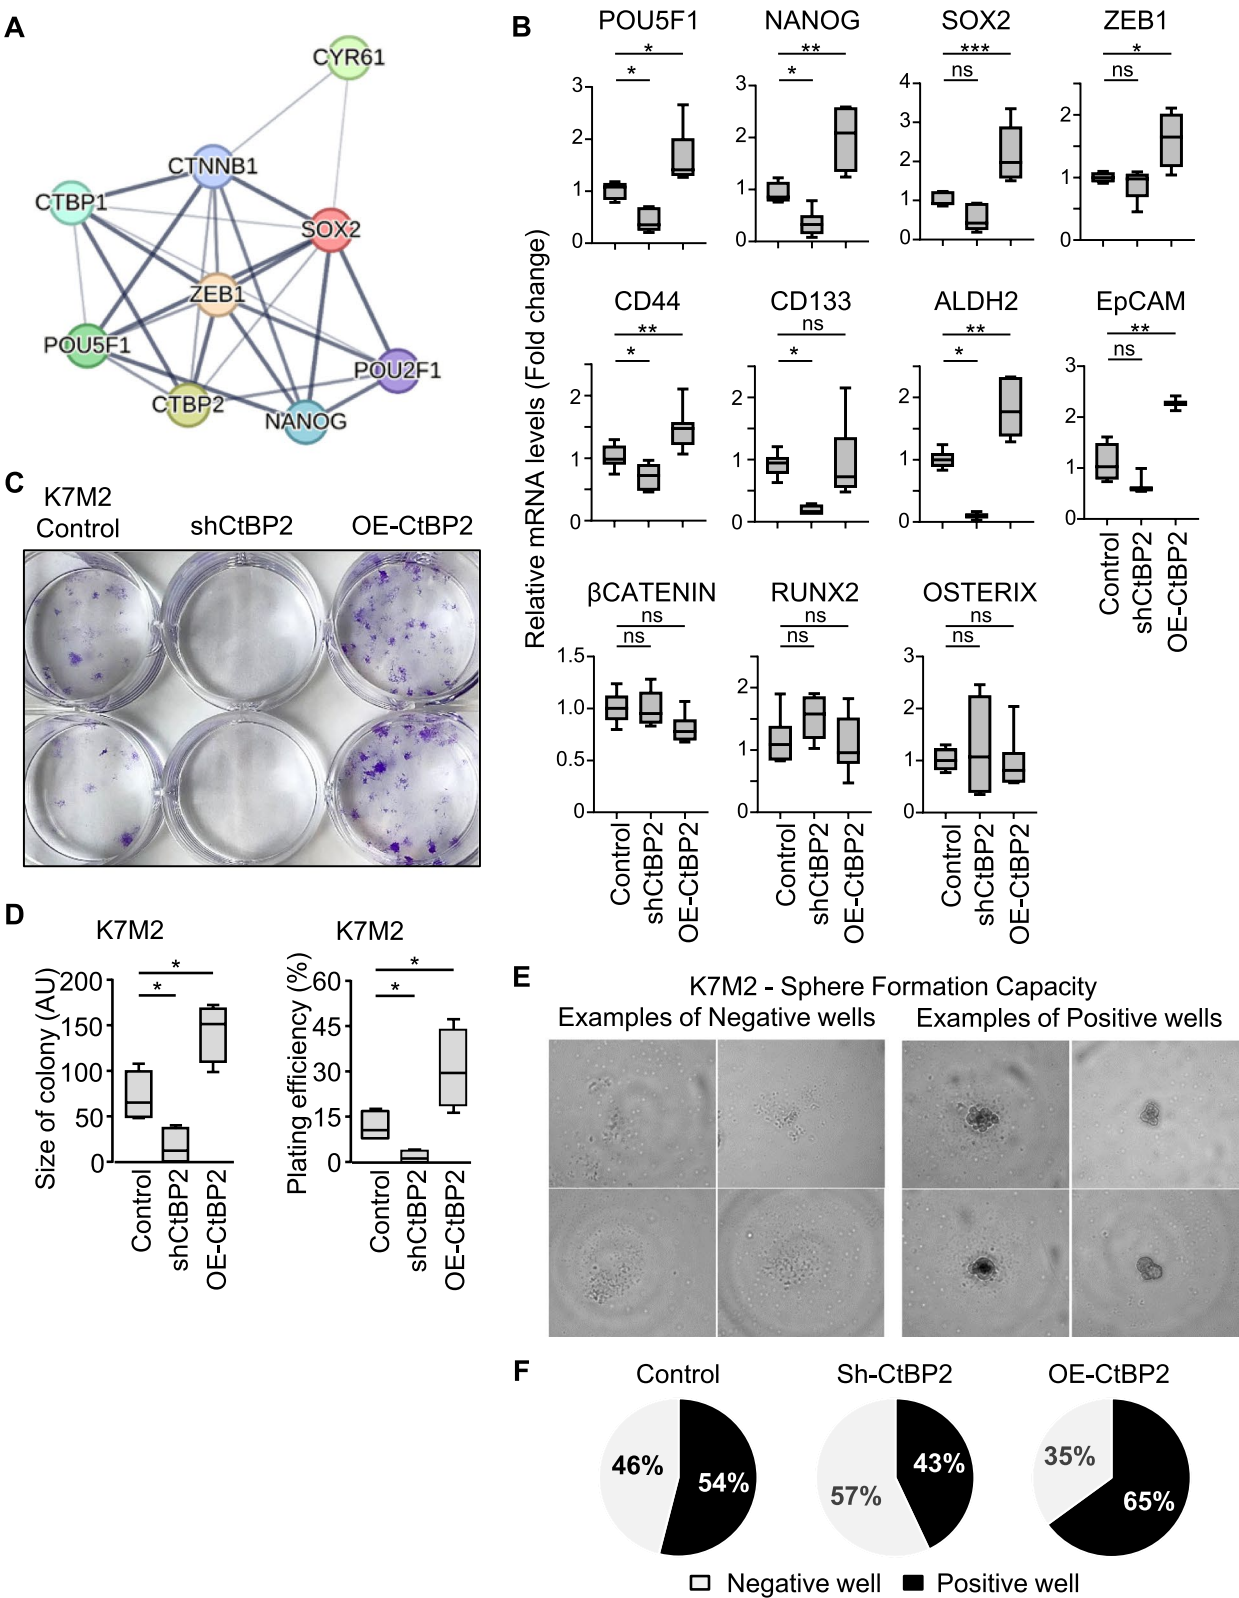 A
CYR61
CTNNB1
CTBP1
SOX2
ZEB1
POU5F1
POU2F1
CTBP2
NANOG
B
Relative mRNA levels (Fold change)
POU5F1 NANOG SOX2 ZEB1
* ** *** *
* * ns ns
3 3 4 2
2 2 3 1
1 1 2 0
0 0 1
0
CD44 CD133 ALDH2 EpCAM
** ns ** **
* * * ns
2 2 2 3
1 1 1 2
0 0 0 1
0
Control shCtBP2 OE-CtBP2
βCATENIN RUNX2 OSTERIX
ns ns ns
ns ns ns
1.5 2 3
1.0 1 2
0.5 0 1
0 0
Control shCtBP2 OE-CtBP2 Control shCtBP2 OE-CtBP2 Control shCtBP2 OE-CtBP2
C
K7M2
Control shCtBP2 OE-CtBP2
D
K7M2 K7M2
* *
* *
Size of colony (AU)
200
150
100
50
0
Control shCtBP2 OE-CtBP2
Plating efficiency (%)
60
45
30
15
0
Control shCtBP2 OE-CtBP2
E
K7M2 - Sphere Formation Capacity
Examples of Negative wells Examples of Positive wells
F
Control Sh-CtBP2 OE-CtBP2
46% 54% 57% 43% 35% 65%
Negative well Positive well